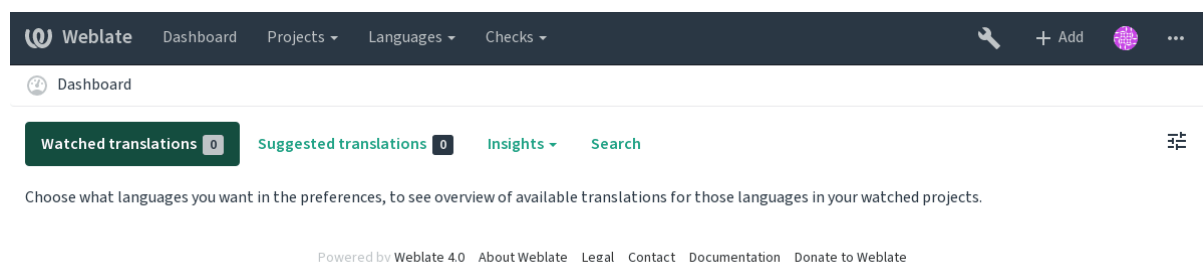 Weblate Dashboard Projects Languages Checks Add
Dashboard
Watched translations 0 Suggested translations 0 Insights Search
Choose what languages you want in the preferences, to see overview of available translations for those languages in your watched projects.
Powered by Weblate 4.0 About Weblate Legal Contact Documentation Donate to Weblate